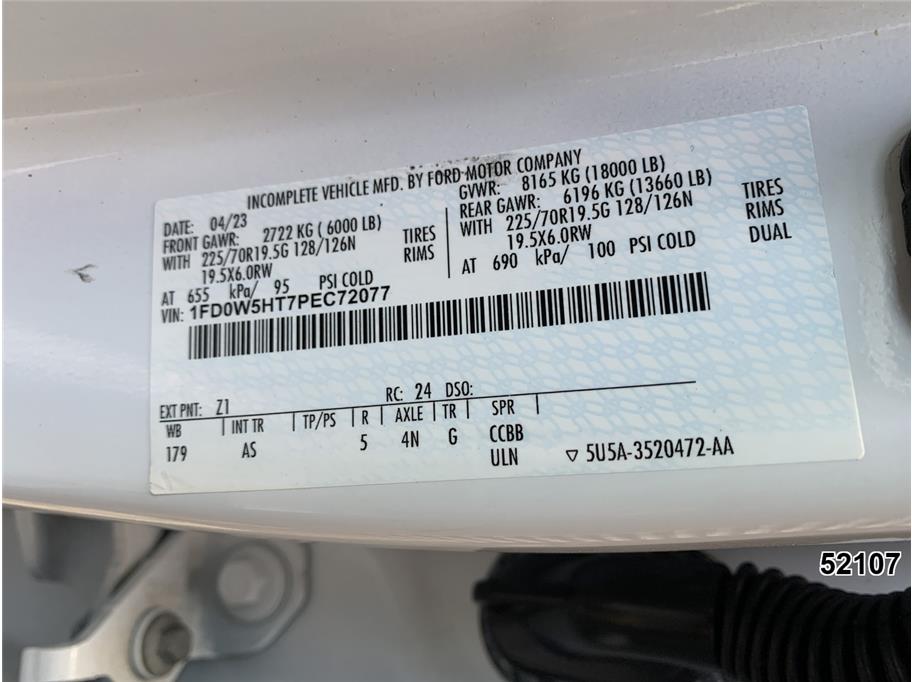 INCOMPLETE VEHICLE MFD. BY FORD MOTOR COMPANY
DATE: 04/23
FRONT GAWR: 2722 KG ( 6000 LB)
WITH 225/70R19.5G 128/126N TIRES
19.5X6.0RW RIMS
AT 655 kPa/ 95 PSI COLD
GVWR: 8165 KG (18000 LB)
REAR GAWR: 6196 KG (13660 LB)
WITH 225/70R19.5G 128/126N TIRES
19.5X6.0RW RIMS
AT 690 kPa/ 100 PSI COLD DUAL
VIN: 1FD0W5HT7PEC72077
EXT PNT: Z1 RC: 24 DSO:
WB INT TR TP/PS R AXLE TR SPR
179 AS 5 4N G CCBB
ULN ▽ 5U5A-3520472-AA
52107